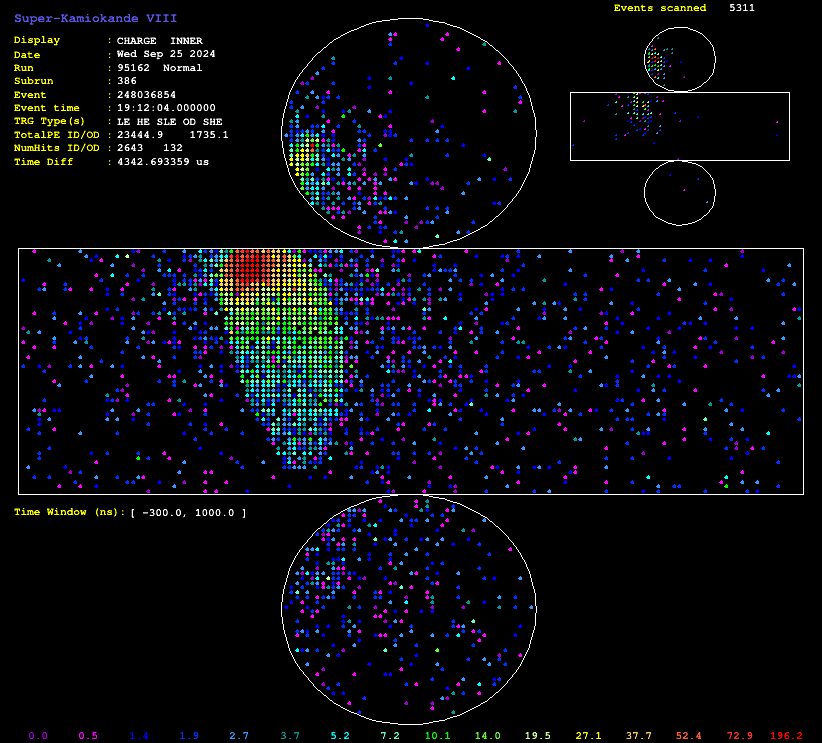 Events scanned 5311
Super-Kamiokande VIII
Display : CHARGE INNER
Date : Wed Sep 25 2024
Run : 95162 Normal
Subrun : 386
Event : 248036854
Event time : 19:12:04.000000
TRG Type(s) : LE HE SLE OD SHE
TotalPE ID/OD : 23444.9 1735.1
NumHits ID/OD : 2643 132
Time Diff : 4342.693359 us
Time Window (ns): [ -300.0, 1000.0 ]
0.0 0.5 1.4 1.9 2.7 3.7 5.2 7.2 10.1 14.0 19.5 27.1 37.7 52.4 72.9 196.2